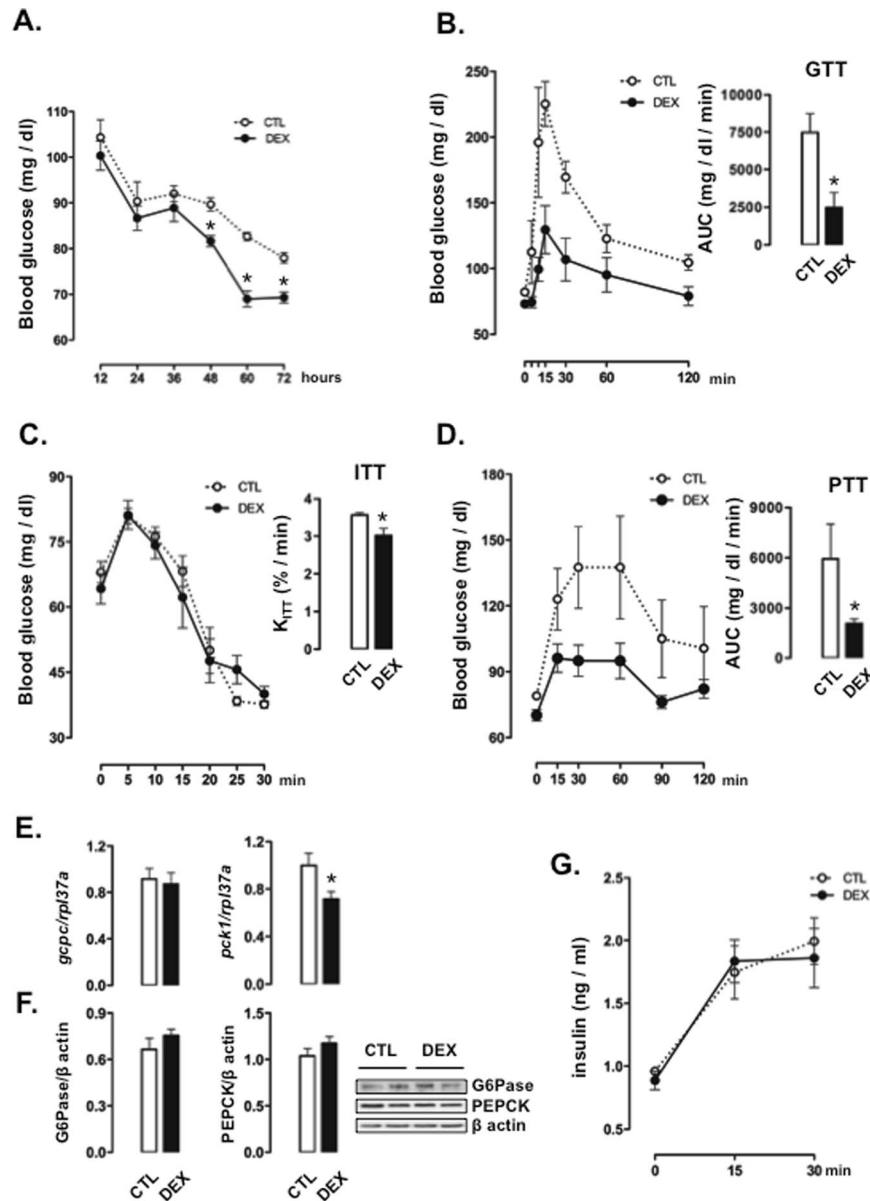 A.
Blood glucose (mg / dl)
110
100
90
80
70
60
CTL
DEX
*
*
*
12 24 36 48 60 72 hours
B.
Blood glucose (mg / dl)
250
200
150
100
50
CTL
DEX
0 15 30 60 120 min
GTT
AUC (mg / dl / min)
10000
7500
5000
2500
0
*
CTL DEX
C.
Blood glucose (mg / dl)
90
75
60
45
30
CTL
DEX
0 5 10 15 20 25 30 min
ITT
KITT (% / min)
4
3
2
1
0
*
CTL DEX
D.
Blood glucose (mg / dl)
180
150
120
90
60
CTL
DEX
0 15 30 60 90 120 min
PTT
AUC (mg / dl / min)
9000
6000
3000
0
*
CTL DEX
E.
gcpc/rpl37a
1.2
0.8
0.4
0.0
pck1/rpl37a
1.2
0.8
0.4
0.0
*
F.
G6Pase/β actin
0.9
0.6
0.3
0.0
CTL DEX
PEPCK/β actin
1.5
1.0
0.5
0.0
CTL DEX
CTL DEX
G6Pase
PEPCK
β actin
G.
insulin (ng / ml)
2.5
2.0
1.5
1.0
0.5
CTL
DEX
0 15 30 min